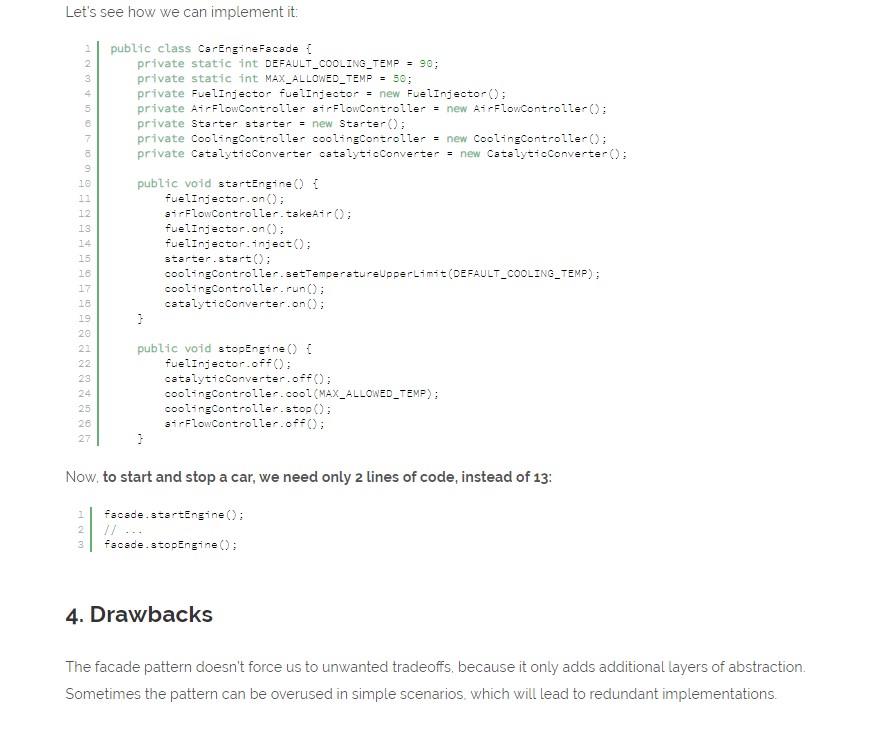 Let's see how we can implement it:
1 public class CarEngineFacade {
2 private static int DEFAULT_COOLING_TEMP = 90;
3 private static int MAX_ALLOWED_TEMP = 50;
4 private FuelInjector fuelInjector = new FuelInjector();
5 private AirFlowController airFlowController = new AirFlowController();
6 private Starter starter = new Starter();
7 private CoolingController coolingController = new CoolingController();
8 private CatalyticConverter catalyticConverter = new CatalyticConverter();
9
10 public void startEngine() {
11 fuelInjector.on();
12 airFlowController.takeAir();
13 fuelInjector.on();
14 fuelInjector.inject();
15 starter.start();
16 coolingController.setTemperatureUpperLimit(DEFAULT_COOLING_TEMP);
17 coolingController.run();
18 catalyticConverter.on();
19 }
20
21 public void stopEngine() {
22 fuelInjector.off();
23 catalyticConverter.off();
24 coolingController.cool(MAX_ALLOWED_TEMP);
25 coolingController.stop();
26 airFlowController.off();
27 }
Now, to start and stop a car, we need only 2 lines of code, instead of 13:
1 facade.startEngine();
2 // ...
3 facade.stopEngine();
4. Drawbacks
The facade pattern doesn't force us to unwanted tradeoffs, because it only adds additional layers of abstraction.
Sometimes the pattern can be overused in simple scenarios, which will lead to redundant implementations.